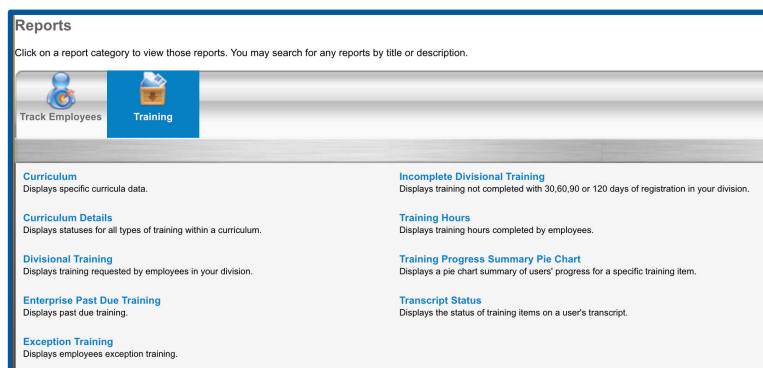 Reports
Click on a report category to view those reports. You may search for any reports by title or description.
Track Employees
Training
Curriculum
Displays specific curricula data.
Curriculum Details
Displays statuses for all types of training within a curriculum.
Divisional Training
Displays training requested by employees in your division.
Enterprise Past Due Training
Displays past due training.
Exception Training
Displays employees exception training.
Incomplete Divisional Training
Displays training not completed with 30,60,90 or 120 days of registration in your division.
Training Hours
Displays training hours completed by employees.
Training Progress Summary Pie Chart
Displays a pie chart summary of users' progress for a specific training item.
Transcript Status
Displays the status of training items on a user's transcript.